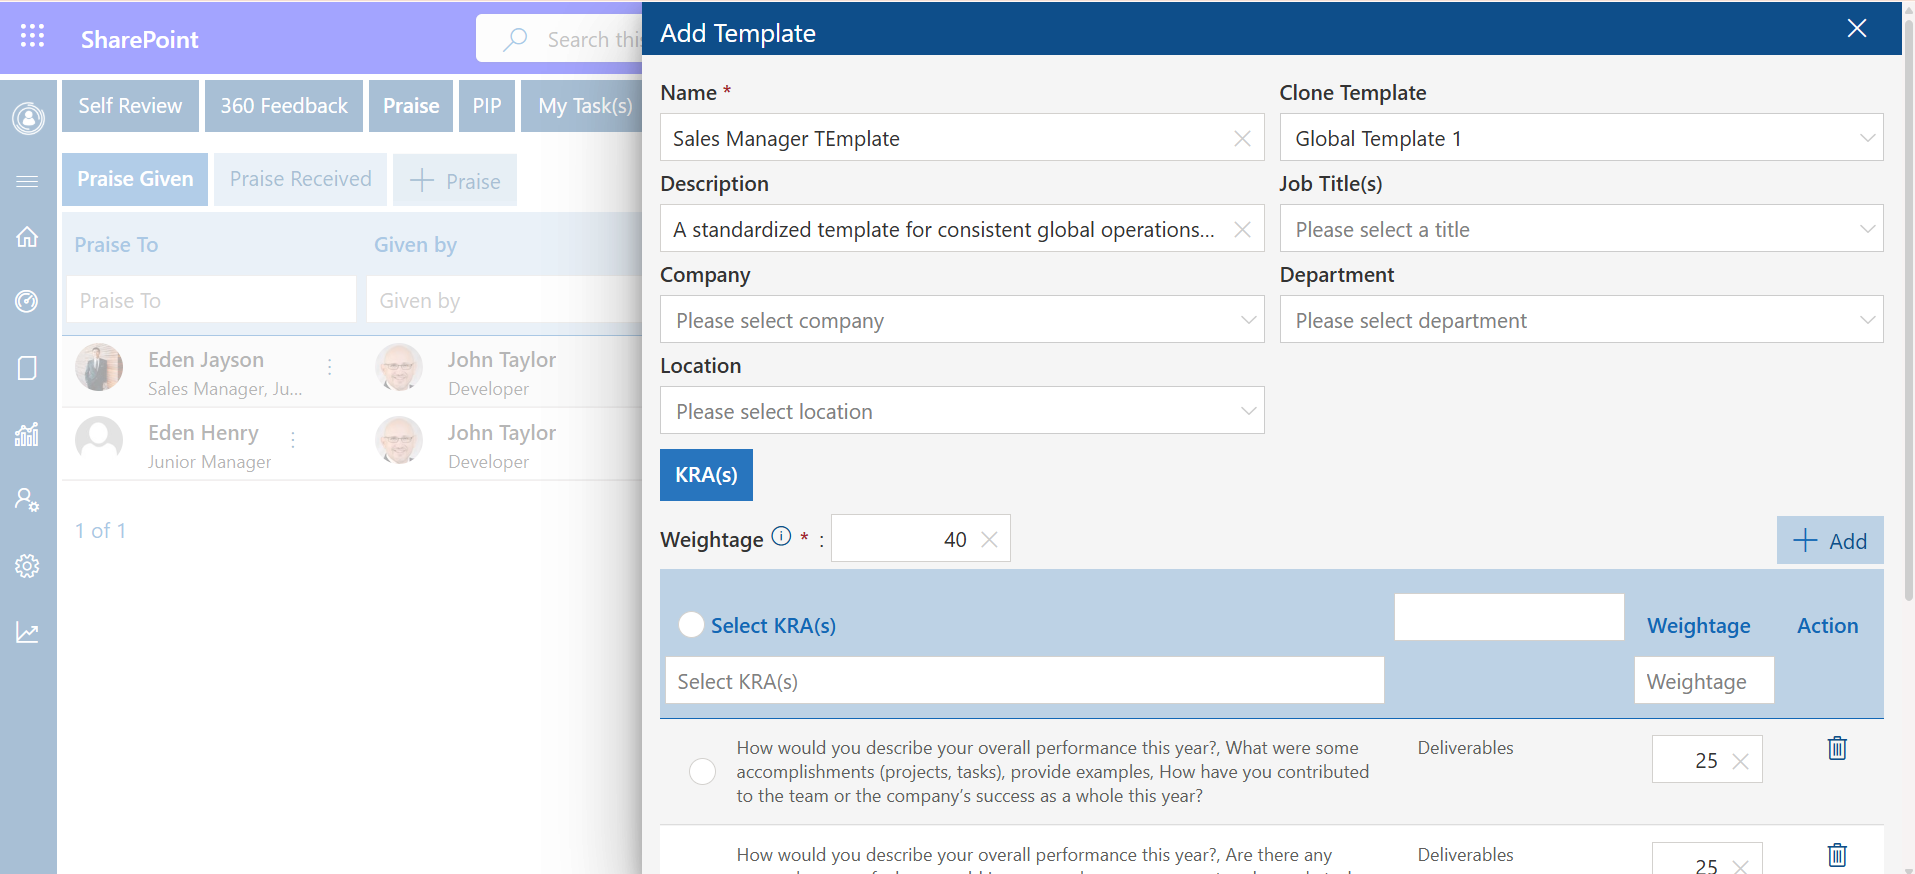 SharePoint
Search this
Self Review
360 Feedback
Praise
PIP
My Task(s)
Praise Given
Praise Received
Praise
Praise To
Given by
Praise To
Given by
Eden Jayson
Sales Manager, Ju...
John Taylor
Developer
Eden Henry
Junior Manager
John Taylor
Developer
1 of 1
Add Template
Name *
Clone Template
Sales Manager TEmplate
Global Template 1
Description
Job Title(s)
A standardized template for consistent global operations...
Please select a title
Company
Department
Please select company
Please select department
Location
Please select location
KRA(s)
Weightage * : 40
Add
Select KRA(s)
Weightage
Action
Select KRA(s)
Weightage
How would you describe your overall performance this year?, What were some
accomplishments (projects, tasks), provide examples, How have you contributed
to the team or the company's success as a whole this year?
Deliverables
25
How would you describe your overall performance this year?, Are there any
Deliverables
25